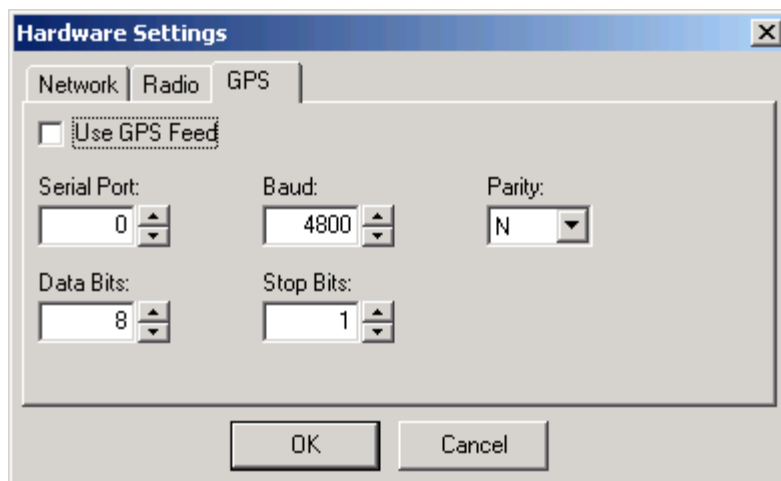 Hardware Settings
Network Radio GPS
Use GPS Feed
Serial Port: Baud: Parity:
0 4800 N
Data Bits: Stop Bits:
8 1
OK Cancel